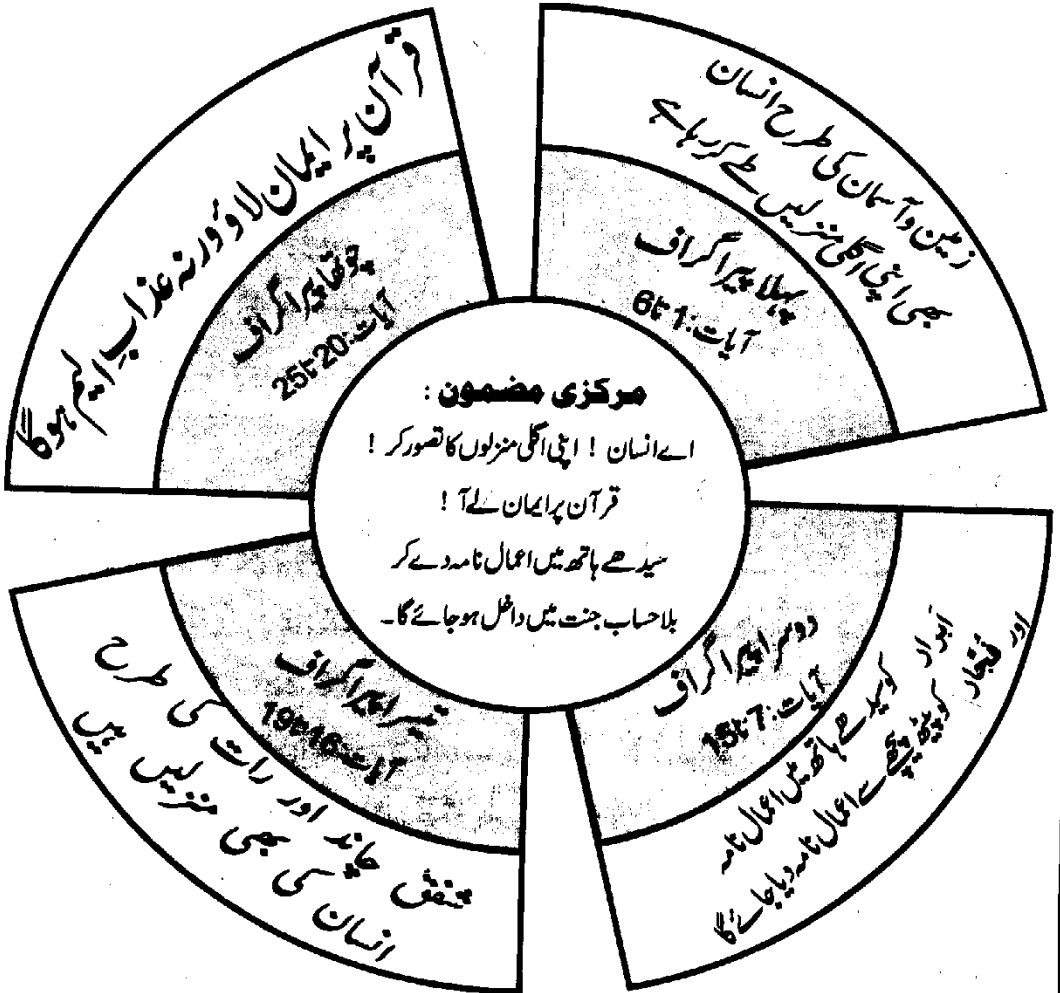 مرکزی مضمون :
اے انسان ! اپنی اگلی منزلوں کا تصور کر !
قرآن پر ایمان لے آ !
سیدھے ہاتھ میں اعمال نامہ دے کر
بلا حساب جنت میں داخل ہو جائے گا۔
زمین و آسمان کی طرح انسان
بھی اپنی اگلی منزلیں طے کر رہا ہے
پہلا پیراگراف
آیات: 1 تا 6
ابرار کو سیدھے ہاتھ میں اعمال نامہ
اور فُجّار کو پیٹھ پیچھے سے اعمال نامہ دیا جائے گا
دوسرا پیراگراف
آیات: 7 تا 15
تیسرا پیراگراف
آیات: 16 تا 19
شفق چاند اور رات کی طرح
انسان کی بھی منزلیں ہیں
قرآن پر ایمان لاؤ ورنہ عذابِ الیم ہوگا
چوتھا پیراگراف
آیات: 20 تا 25